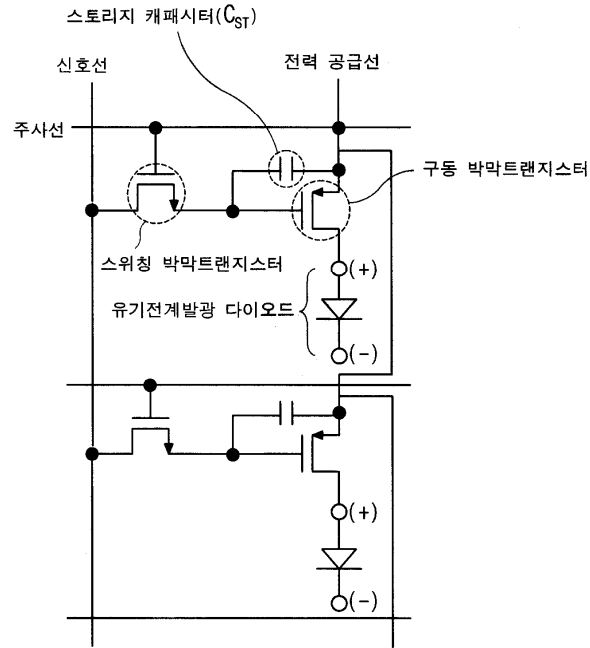 스토리지 캐패시터(CST)
신호선
전력 공급선
주사선
구동 박막트랜지스터
스위칭 박막트랜지스터
(+)
유기전계발광 다이오드
(-)
(+)
(-)